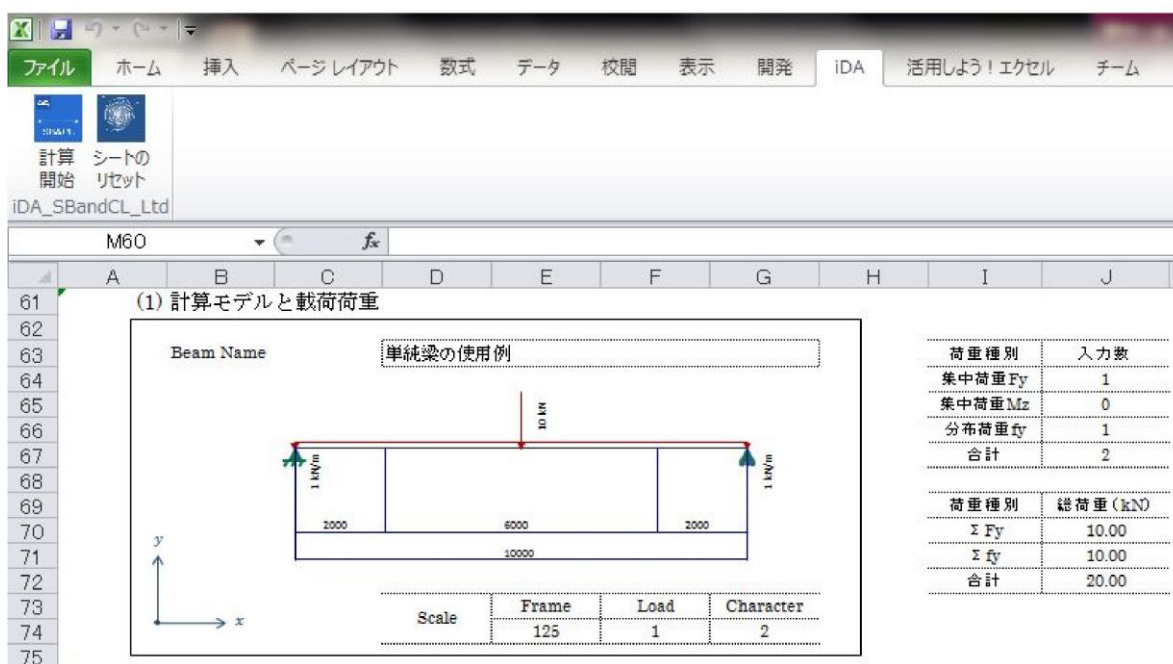 ファイル ホーム 挿入 ページ レイアウト 数式 データ 校閲 表示 開発 iDA 活用しよう！エクセル チーム
計算 シートの
開始 リセット
iDA_SBandCL_Ltd
M60 fx
A B C D E F G H I J
61 (1) 計算モデルと載荷荷重
62
63 Beam Name 単純梁の使用例 荷重種別 入力数
64 集中荷重Fy 1
65 10 kN 集中荷重Mz 0
66 分布荷重fy 1
67 1 kN/m 1 kN/m 合計 2
68
69 荷重種別 総荷重(kN)
70 2000 6000 2000 Σ Fy 10.00
71 y 10000 Σ fy 10.00
72 合計 20.00
73 Scale Frame Load Character
74 x 125 1 2
75